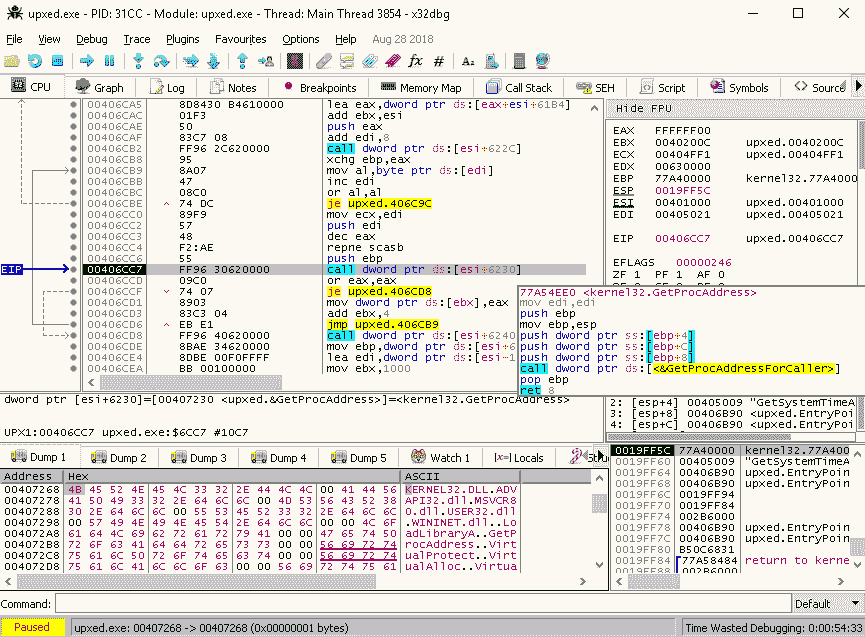 upxed.exe - PID: 31CC - Module: upxed.exe - Thread: Main Thread 3854 - x32dbg
File View Debug Trace Plugins Favourites Options Help Aug 28 2018
CPU Graph Log Notes Breakpoints Memory Map Call Stack SEH Script Symbols Source
00406CA5 8D8430 B4610000 lea eax,dword ptr ds:[eax+esi+61B4]
00406CAC 01F3 add ebx,esi
00406CAE 50 push eax
00406CAF 83C7 08 add edi,8
00406CB2 FF96 2C620000 call dword ptr ds:[esi+622C]
00406CB8 95 xchg ebp,eax
00406CB9 8A07 mov al,byte ptr ds:[edi]
00406CBB 47 inc edi
00406CBC 08C0 or al,al
00406CBE 74 DC je upxed.406C9C
00406CC0 89F9 mov ecx,edi
00406CC2 57 push edi
00406CC3 48 dec eax
00406CC4 F2:AE repne scasb
00406CC6 55 push ebp
EIP 00406CC7 FF96 30620000 call dword ptr ds:[esi+6230]
00406CCD 09C0 or eax,eax
00406CCF 74 07 je upxed.406CD8
00406CD1 8903 mov dword ptr ds:[ebx],eax
00406CD3 83C3 04 add ebx,4
00406CD6 EB E1 jmp upxed.406CB9
00406CD8 FF96 40620000 call dword ptr ds:[esi+6240
00406CDE 8BAE 34620000 mov ebp,dword ptr ds:[esi+6
00406CE4 8DBE 00F0FFFF lea edi,dword ptr ds:[esi-1
00406CEA BB 00100000 mov ebx,1000
Hide FPU
EAX FFFFFF00
EBX 0040200C upxed.0040200C
ECX 00404FF1 upxed.00404FF1
EDX 00630000
EBP 77A40000 kernel32.77A4000
ESP 0019FF5C
ESI 00401000 upxed.00401000
EDI 00405021 upxed.00405021
EIP 00406CC7 upxed.00406CC7
EFLAGS 00000246
ZF 1 PF 1 AF 0
77A54EE0 <kernel32.GetProcAddress>
mov edi,edi
push ebp
mov ebp,esp
push dword ptr ss:[ebp+4]
push dword ptr ss:[ebp+C]
push dword ptr ss:[ebp+8]
call dword ptr ds:[<&GetProcAddressForCaller>]
pop ebp
ret 8
dword ptr [esi+6230]=[00407230 <upxed.&GetProcAddress>]=<kernel32.GetProcAddress>
UPX1:00406CC7 upxed.exe:$6CC7 #10C7
2: [esp+4] 00405009 "GetSystemTimeA
3: [esp+8] 00406B90 <upxed.EntryPoi
4: [esp+C] 00406B90 <upxed.EntryPoi
Dump 1 Dump 2 Dump 3 Dump 4 Dump 5 Watch 1 Locals
Address Hex ASCII
00407268 4B 45 52 4E 45 4C 33 32 2E 44 4C 4C 00 41 44 56 KERNEL32.DLL.ADV
00407278 41 50 49 33 32 2E 64 6C 6C 00 4D 53 56 43 52 38 API32.dll.MSVCR8
00407288 30 2E 64 6C 6C 00 55 53 45 52 33 32 2E 64 6C 6C 0.dll.USER32.dll
00407298 00 57 49 4E 49 4E 45 54 2E 64 6C 6C 00 00 4C 6F .WININET.dll..Lo
004072A8 61 64 4C 69 62 72 61 72 79 41 00 00 47 65 74 50 adLibraryA..GetP
004072B8 72 6F 63 41 64 64 72 65 73 73 00 00 56 69 72 74 rocAddress..Virt
004072C8 75 61 6C 50 72 6F 74 65 63 74 00 00 56 69 72 74 ualProtect..Virt
004072D8 75 61 6C 41 6C 6C 6F 63 00 00 56 69 72 74 75 61 ualAlloc..Virtua
0019FF5C 77A40000 kernel32.77A400
0019FF60 00405009 "GetSystemTimeA
0019FF64 00406B90 upxed.EntryPoin
0019FF68 00406B90 upxed.EntryPoin
0019FF6C 0019FF94
0019FF70 0019FF84
0019FF74 002B6000
0019FF78 00406B90 upxed.EntryPoin
0019FF7C 00406B90 upxed.EntryPoin
0019FF80 B50C6831
0019FF84 77A58484 return to kerne
0019FF88 002B6000
Command: Default
Paused upxed.exe: 00407268 -> 00407268 (0x00000001 bytes) Time Wasted Debugging: 0:00:54:33